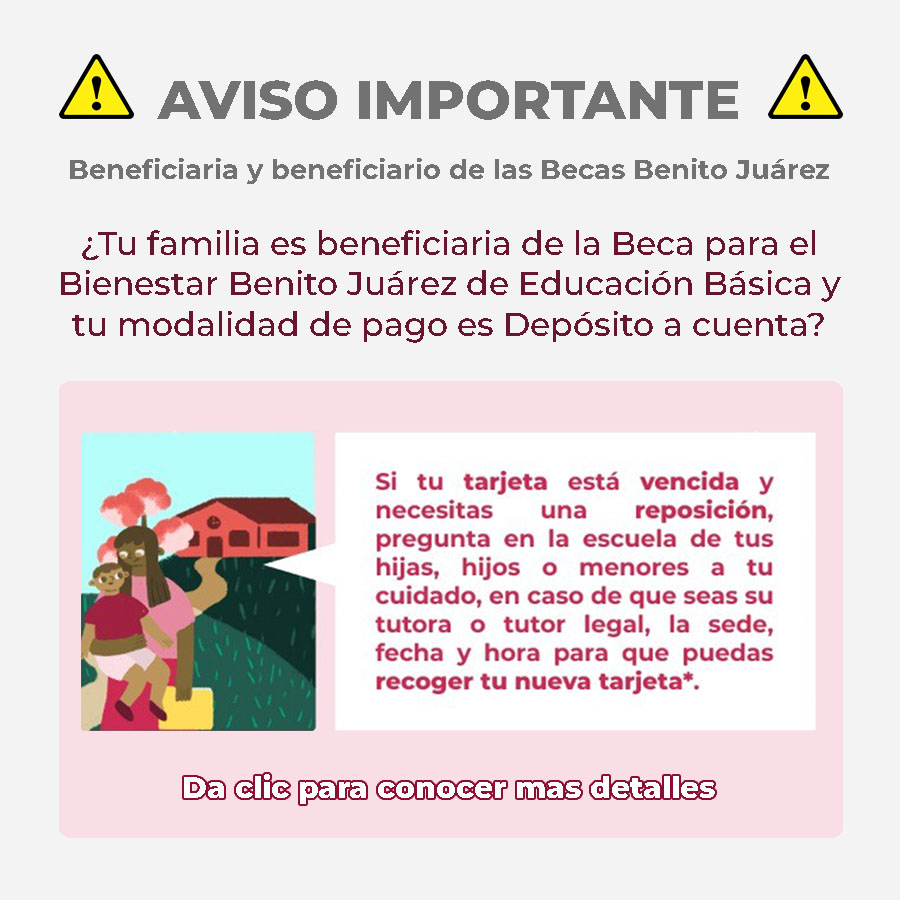 AVISO IMPORTANTE
Beneficiaria y beneficiario de las Becas Benito Juárez
¿Tu familia es beneficiaria de la Beca para el
Bienestar Benito Juárez de Educación Básica y
tu modalidad de pago es Depósito a cuenta?
Si tu tarjeta está vencida y
necesitas una reposición,
pregunta en la escuela de tus
hijas, hijos o menores a tu
cuidado, en caso de que seas su
tutora o tutor legal, la sede,
fecha y hora para que puedas
recoger tu nueva tarjeta*.
Da clic para conocer mas detalles